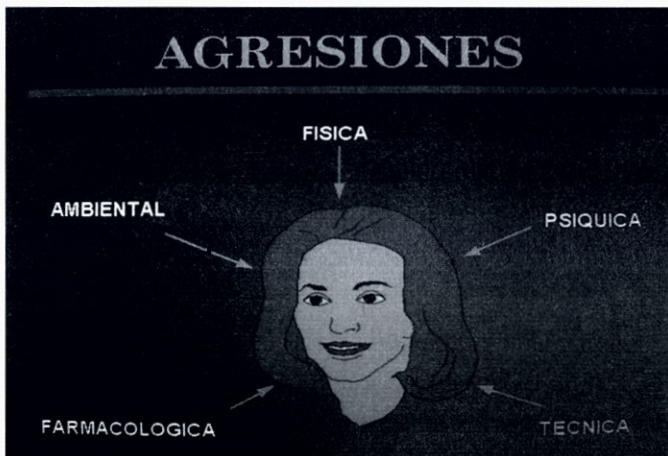 AGRESIONES
FISICA
AMBIENTAL
PSIQUICA
FARMACOLOGICA
TECNICA